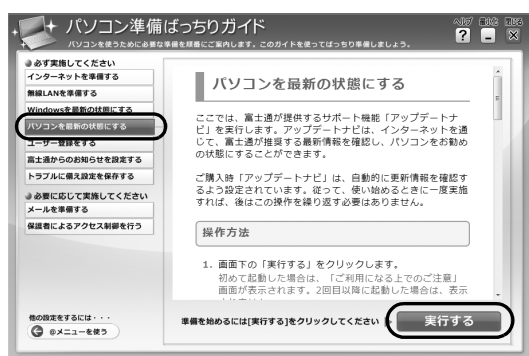 パソコン準備ばっちりガイド
パソコンを使うために必要な準備を順番にご案内します。このガイドを使ってばっちり準備しましょう。
ヘルプ 最小化 閉じる
必ず実施してください
インターネットを準備する
無線LANを準備する
Windowsを最新の状態にする
パソコンを最新の状態にする
ユーザー登録をする
富士通からのお知らせを設定する
トラブルに備え設定を保存する
必要に応じて実施してください
メールを準備する
保護者によるアクセス制御を行う
他の設定をするには・・・
@メニューを使う
パソコンを最新の状態にする
ここでは、富士通が提供するサポート機能「アップデートナ
ビ」を実行します。アップデートナビは、インターネットを通
じて、富士通が推奨する最新情報を確認し、パソコンをお勧め
の状態にすることができます。
ご購入時「アップデートナビ」は、自動的に更新情報を確認す
るよう設定されています。従って、使い始めるときに一度実施
すれば、後はこの操作を繰り返す必要はありません。
操作方法
1. 画面下の「実行する」をクリックします。
初めて起動した場合は、「ご利用になる上でのご注意」
画面が表示されます。2回目以降に起動した場合は、表示
準備を始めるには[実行する]をクリックしてください
実行する